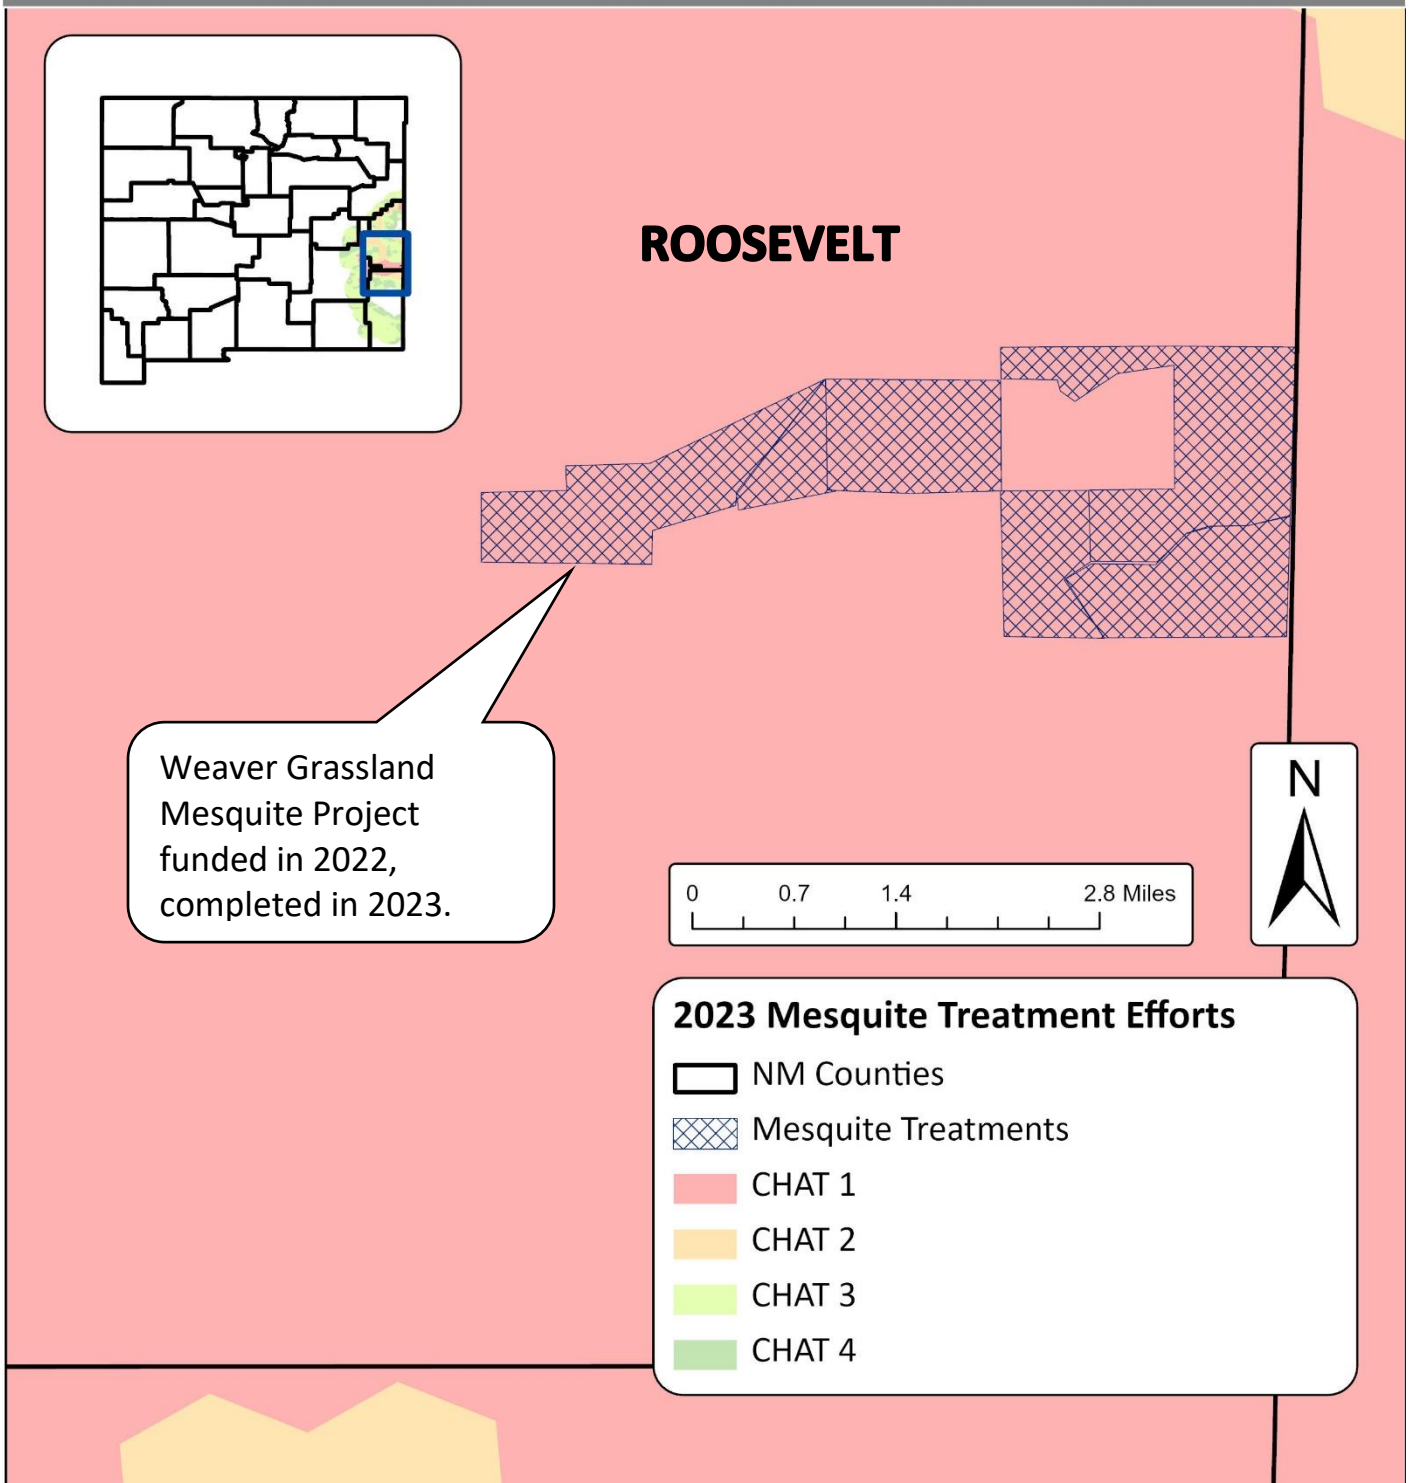 ROOSEVELT
Weaver Grassland
Mesquite Project
funded in 2022,
completed in 2023.
N
0 0.7 1.4 2.8 Miles
2023 Mesquite Treatment Efforts
NM Counties
Mesquite Treatments
CHAT 1
CHAT 2
CHAT 3
CHAT 4